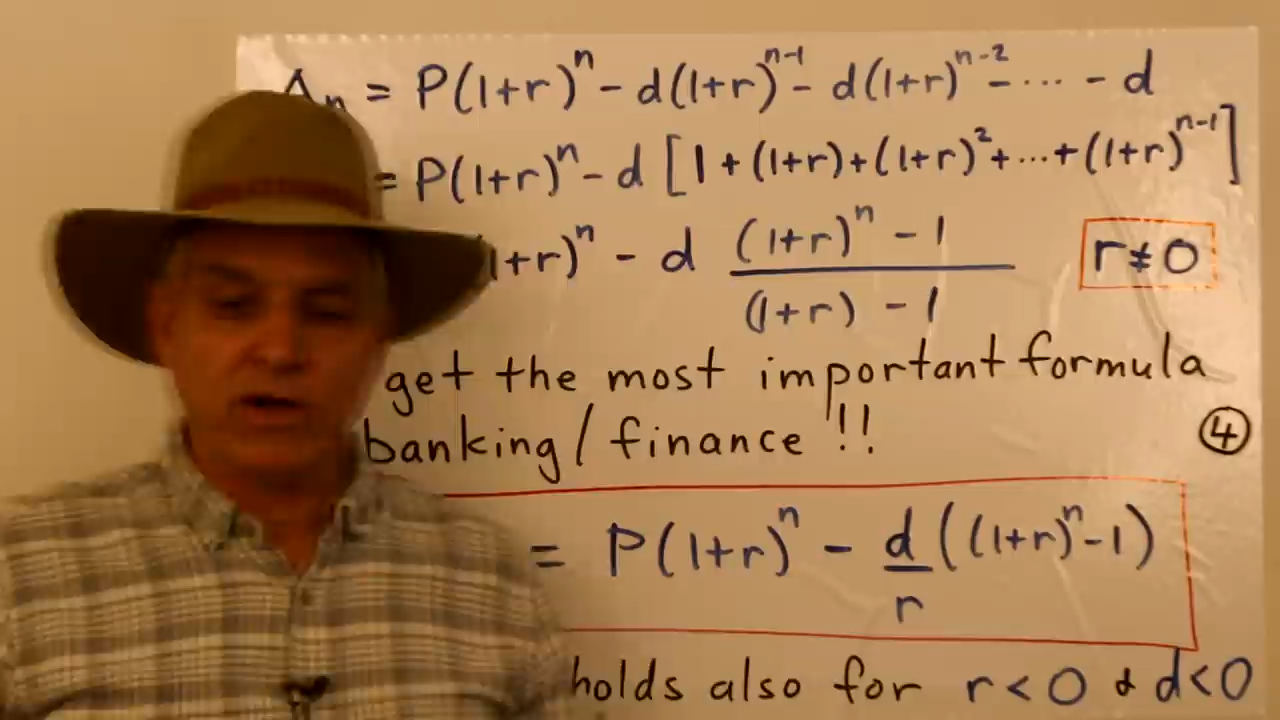 Aₙ = P(1+r)ⁿ - d(1+r)ⁿ⁻¹ - d(1+r)ⁿ⁻² - ... - d
= P(1+r)ⁿ - d [1 + (1+r) + (1+r)² + ... + (1+r)ⁿ⁻¹]
1+r)ⁿ - d ((1+r)ⁿ - 1)/((1+r) - 1) r ≠ 0
get the most important formula
banking / finance !! ④
= P(1+r)ⁿ - d/r ((1+r)ⁿ - 1)
holds also for r < 0 & d < 0